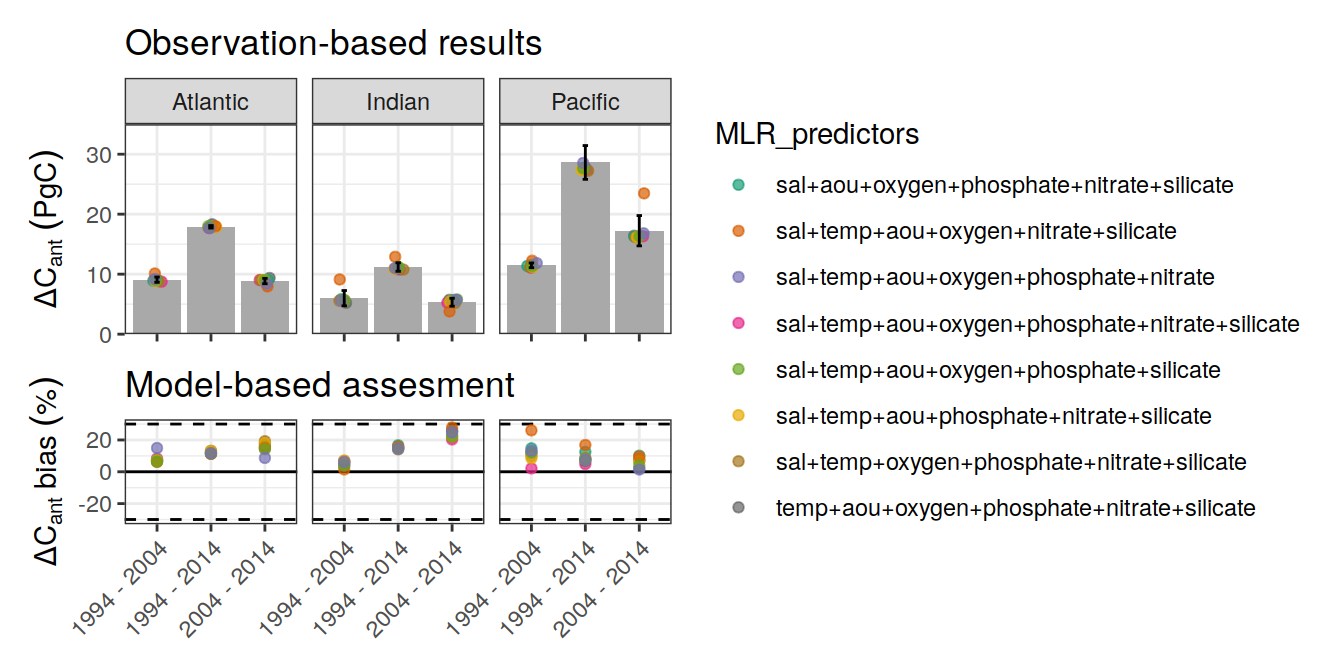 Observation-based results
Atlantic
Indian
Pacific
ΔCant (PgC)
30
20
10
0
Model-based assesment
ΔCant bias (%)
20
0
-20
1994 - 2004
1994 - 2014
2004 - 2014
1994 - 2004
1994 - 2014
2004 - 2014
1994 - 2004
1994 - 2014
2004 - 2014
MLR_predictors
sal+aou+oxygen+phosphate+nitrate+silicate
sal+temp+aou+oxygen+nitrate+silicate
sal+temp+aou+oxygen+phosphate+nitrate
sal+temp+aou+oxygen+phosphate+nitrate+silicate
sal+temp+aou+oxygen+phosphate+silicate
sal+temp+aou+phosphate+nitrate+silicate
sal+temp+oxygen+phosphate+nitrate+silicate
temp+aou+oxygen+phosphate+nitrate+silicate